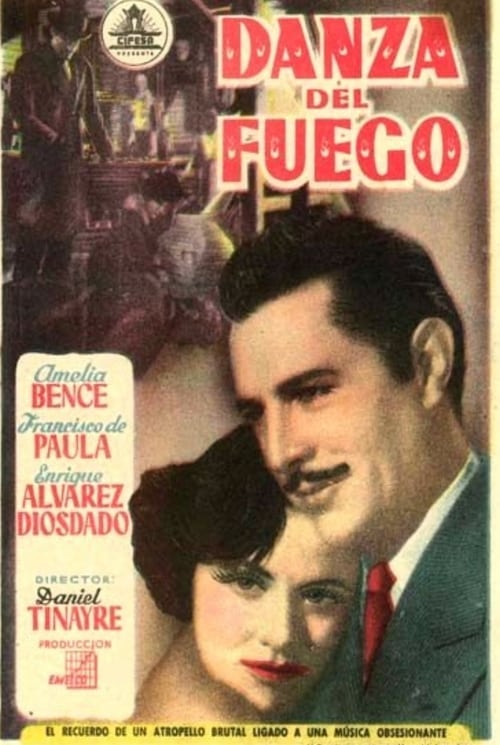 CIFESA
PRESENTA
DANZA
DEL
FUEGO
Amelia
BENCE
Francisco de
PAULA
Enrique
ALVAREZ
DIOSDADO
DIRECTOR:
Daniel
TINAYRE
PRODUCCION
EMELCO
EL RECUERDO DE UN ATROPELLO BRUTAL LIGADO A UNA MÚSICA OBSESIONANTE